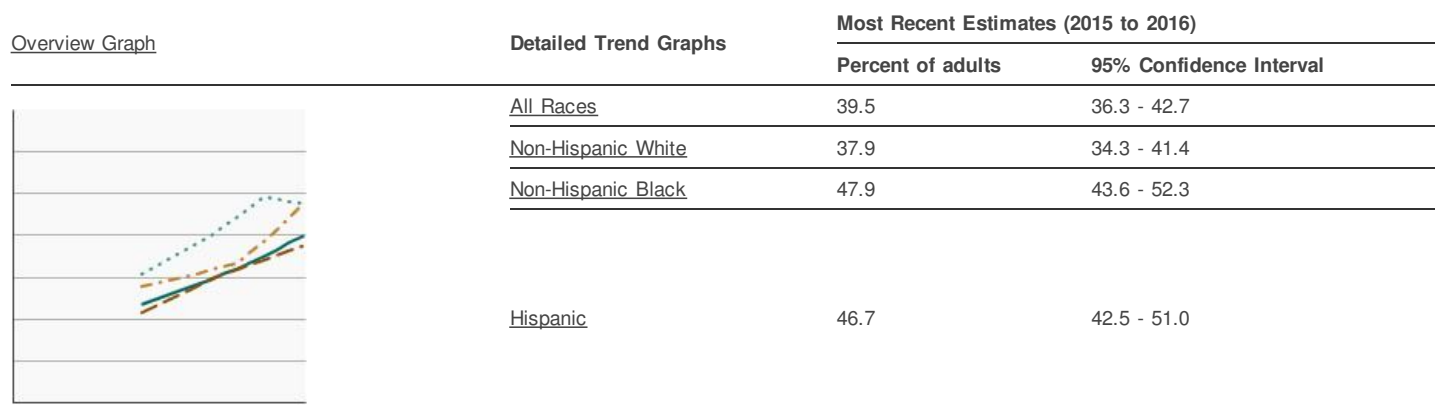 Overview Graph
Detailed Trend Graphs
Most Recent Estimates (2015 to 2016)
Percent of adults 95% Confidence Interval
All Races 39.5 36.3 - 42.7
Non-Hispanic White 37.9 34.3 - 41.4
Non-Hispanic Black 47.9 43.6 - 52.3
Hispanic 46.7 42.5 - 51.0